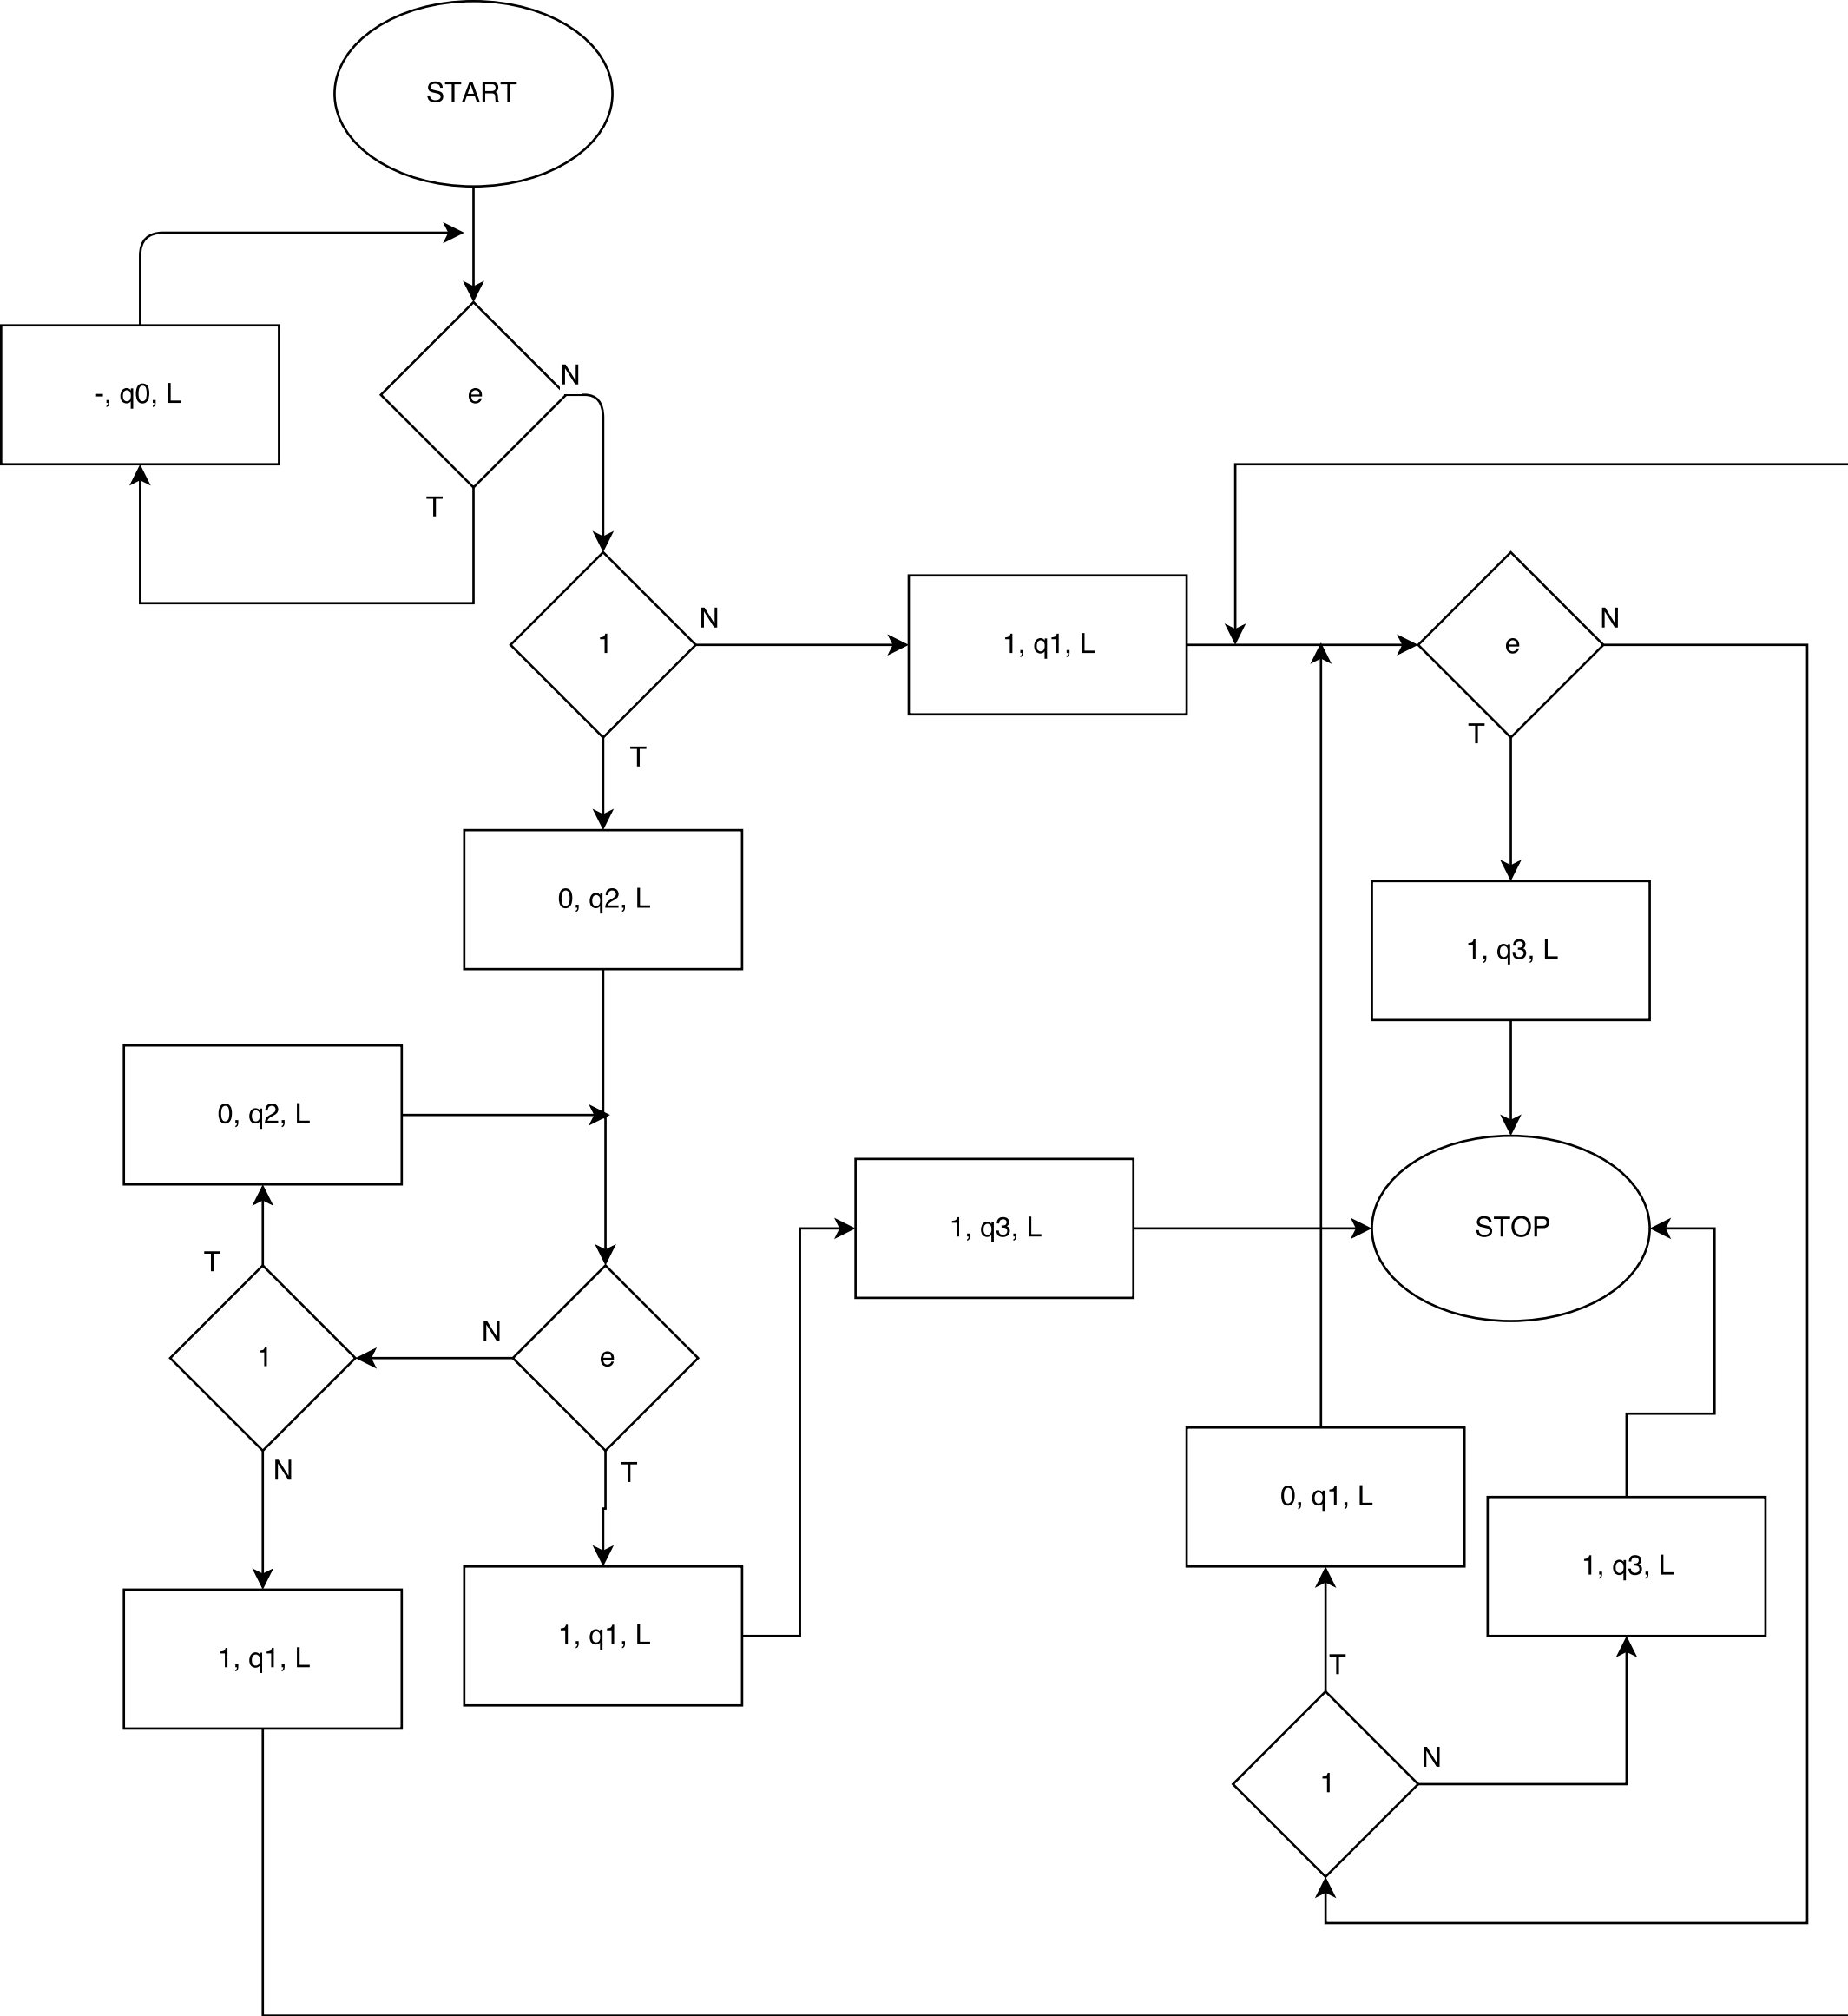 START
N
-, q0, L
e
T
1
N
1, q1, L
e
N
T
T
0, q2, L
1, q3, L
0, q2, L
1, q3, L
STOP
T
N
1
e
N
T
0, q1, L
1, q3, L
1, q1, L
1, q1, L
T
N
1